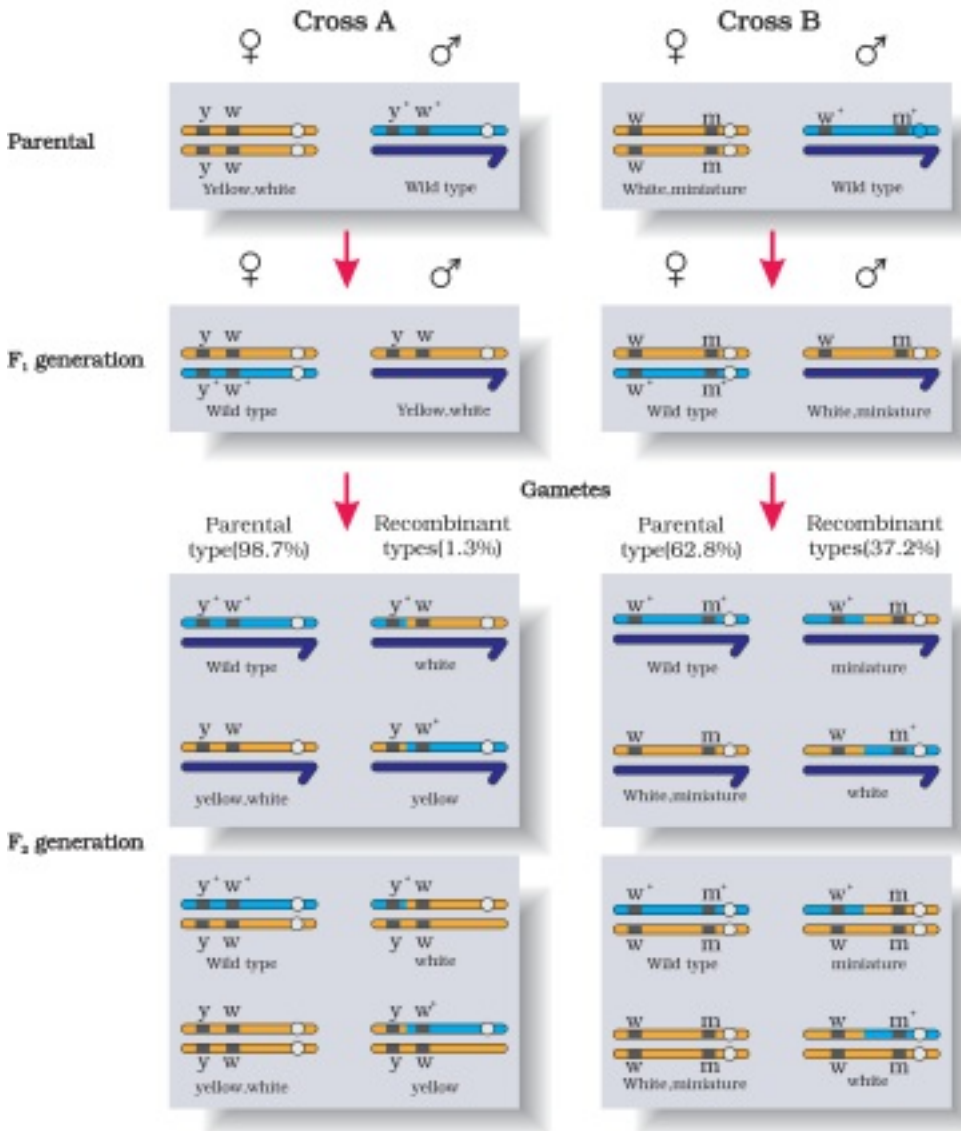 Cross A Cross B
♀ ♂ ♀ ♂
Parental
y w y⁺ w⁺ w m w⁺ m⁺
y w w m
Yellow,white Wild type White,miniature Wild type
♀ ♂ ♀ ♂
F₁ generation
y w y w w m w m
y⁺ w⁺ w⁺ m⁺
Wild type Yellow,white Wild type White,miniature
Gametes
Parental Recombinant Parental Recombinant
type(98.7%) types(1.3%) type(62.8%) types(37.2%)
y⁺ w⁺ y⁺ w w⁺ m⁺ w⁺ m
Wild type white Wild type miniature
y w y w⁺ w m w m⁺
yellow,white yellow White,miniature white
F₂ generation
y⁺ w⁺ y⁺ w w⁺ m⁺ w⁺ m
y w y w w m w m
Wild type white Wild type miniature
y w y w⁺ w m w m⁺
y w y w w m w m
yellow,white yellow White,miniature white